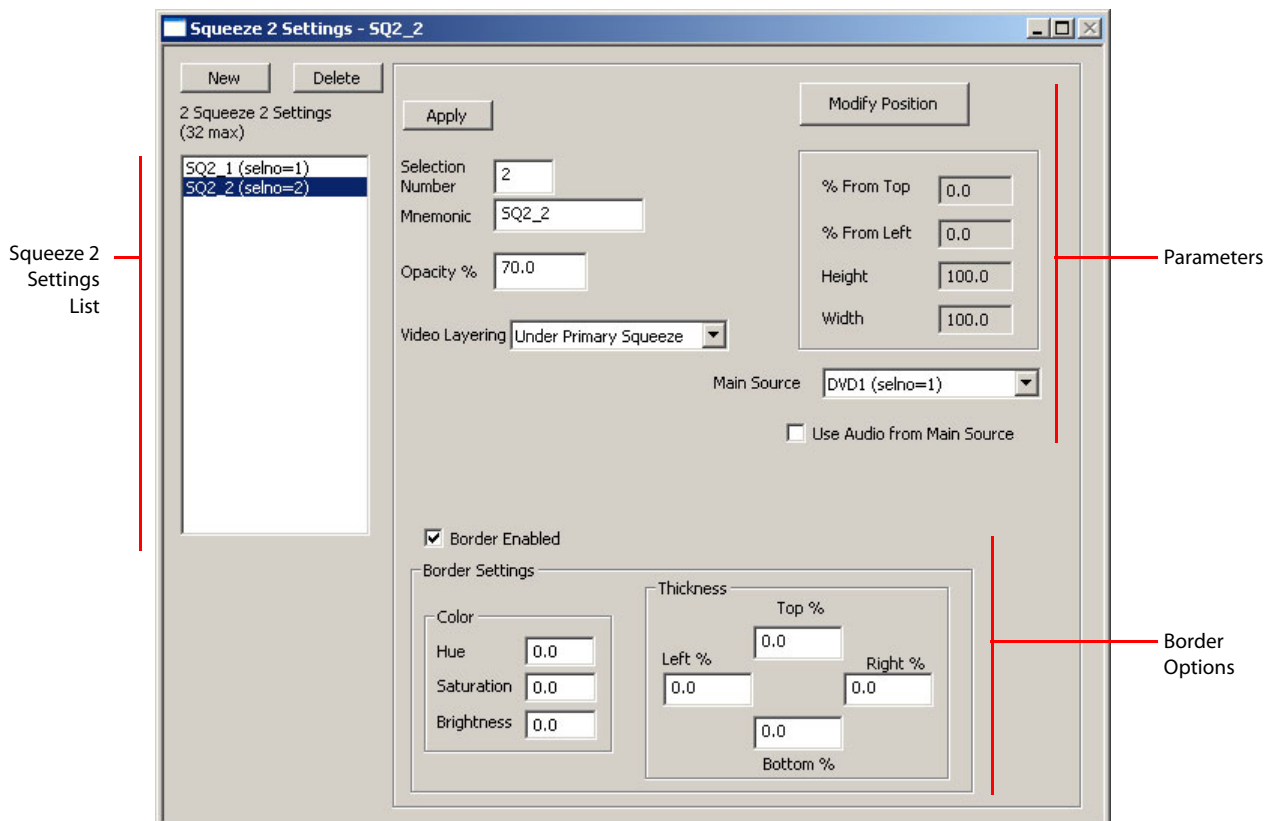 Squeeze 2 Settings - SQ2_2
New
Delete
2 Squeeze 2 Settings
(32 max)
SQ2_1 (selno=1)
SQ2_2 (selno=2)
Squeeze 2
Settings
List
Apply
Modify Position
Selection
Number
2
Mnemonic
SQ2_2
Opacity %
70.0
Video Layering
Under Primary Squeeze
% From Top
0.0
% From Left
0.0
Height
100.0
Width
100.0
Parameters
Main Source
DVD1 (selno=1)
Use Audio from Main Source
Border Enabled
Border Settings
Color
Hue
0.0
Saturation
0.0
Brightness
0.0
Thickness
Top %
0.0
Left %
0.0
Right %
0.0
0.0
Bottom %
Border
Options